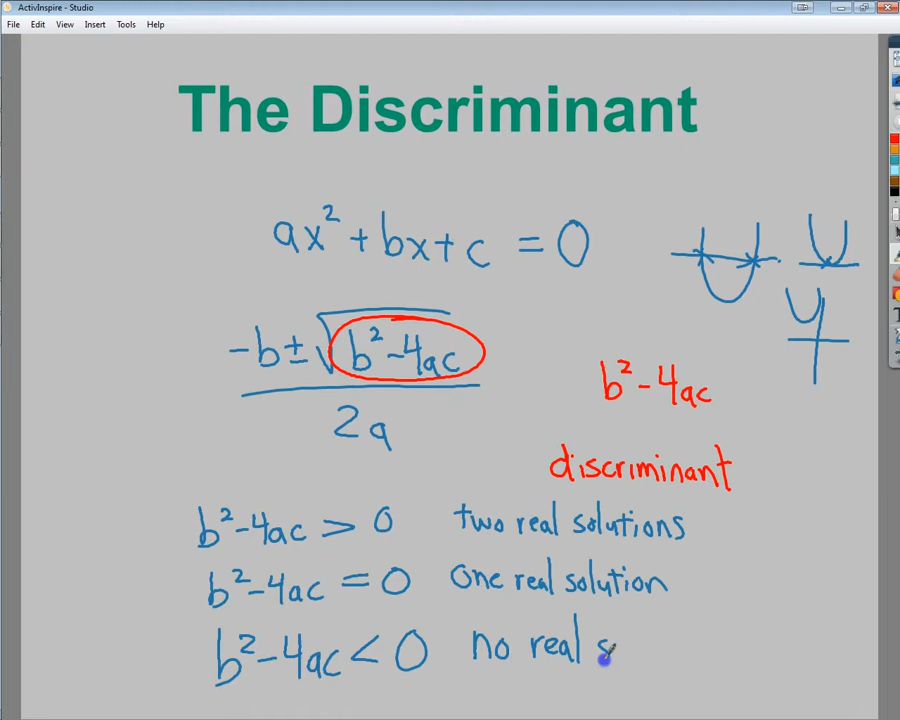 ActivInspire - Studio
File Edit View Insert Tools Help
The Discriminant
ax² + bx + c = 0
-b ± √b² - 4ac
2a
b² - 4ac
discriminant
b² - 4ac > 0 two real solutions
b² - 4ac = 0 one real solution
b² - 4ac < 0 no real s